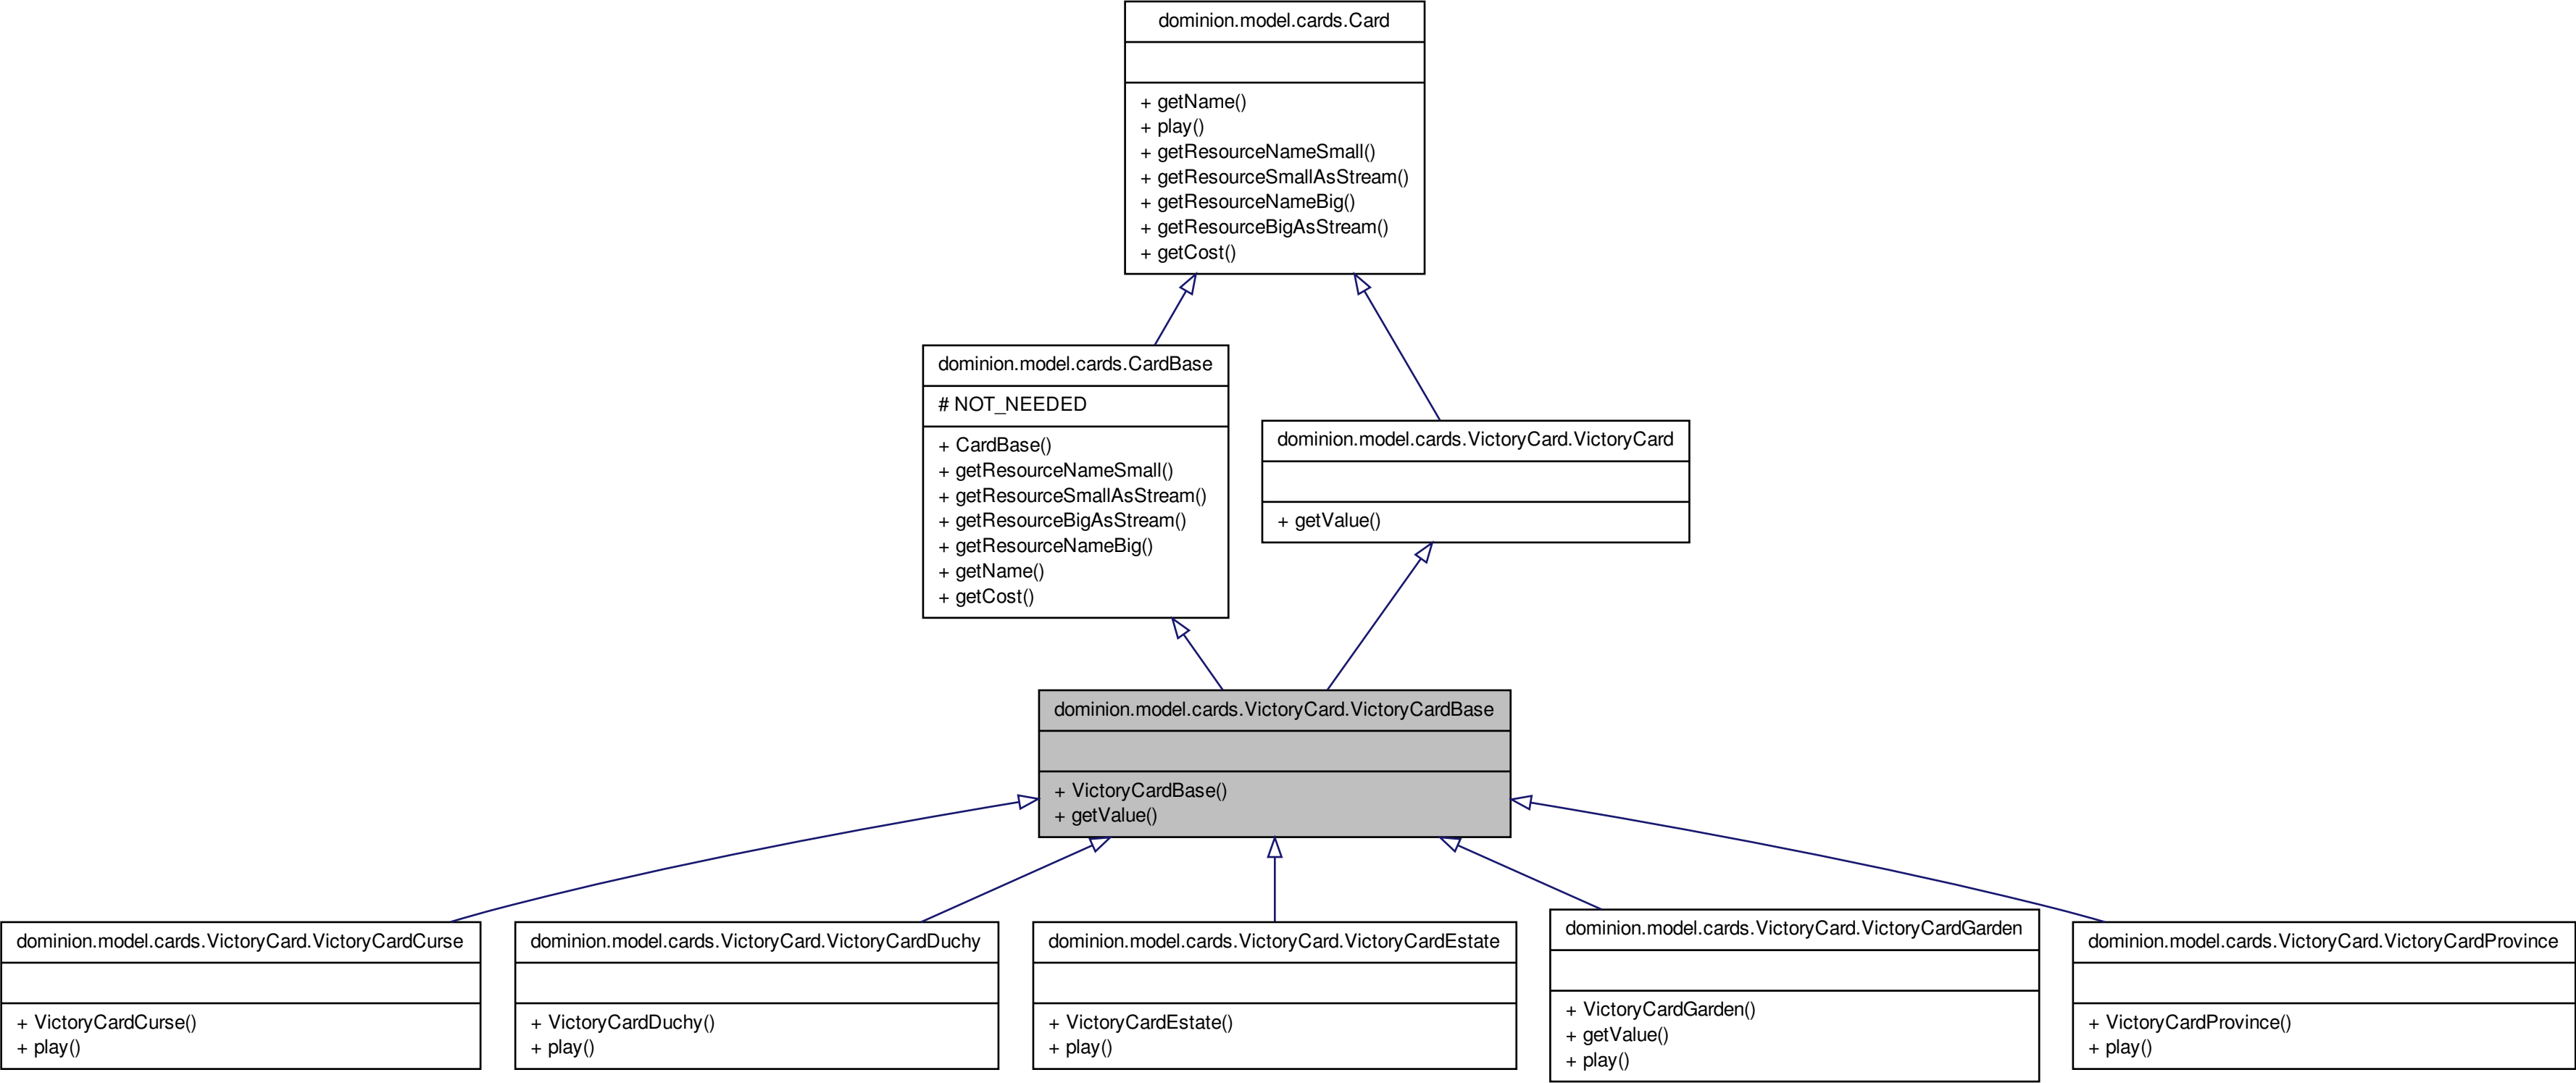 dominion.model.cards.Card
+ getName()
+ play()
+ getResourceNameSmall()
+ getResourceSmallAsStream()
+ getResourceNameBig()
+ getResourceBigAsStream()
+ getCost()
dominion.model.cards.CardBase
# NOT_NEEDED
+ CardBase()
+ getResourceNameSmall()
+ getResourceSmallAsStream()
+ getResourceBigAsStream()
+ getResourceNameBig()
+ getName()
+ getCost()
dominion.model.cards.VictoryCard.VictoryCard
+ getValue()
dominion.model.cards.VictoryCard.VictoryCardBase
+ VictoryCardBase()
+ getValue()
dominion.model.cards.VictoryCard.VictoryCardCurse
+ VictoryCardCurse()
+ play()
dominion.model.cards.VictoryCard.VictoryCardDuchy
+ VictoryCardDuchy()
+ play()
dominion.model.cards.VictoryCard.VictoryCardEstate
+ VictoryCardEstate()
+ play()
dominion.model.cards.VictoryCard.VictoryCardGarden
+ VictoryCardGarden()
+ getValue()
+ play()
dominion.model.cards.VictoryCard.VictoryCardProvince
+ VictoryCardProvince()
+ play()